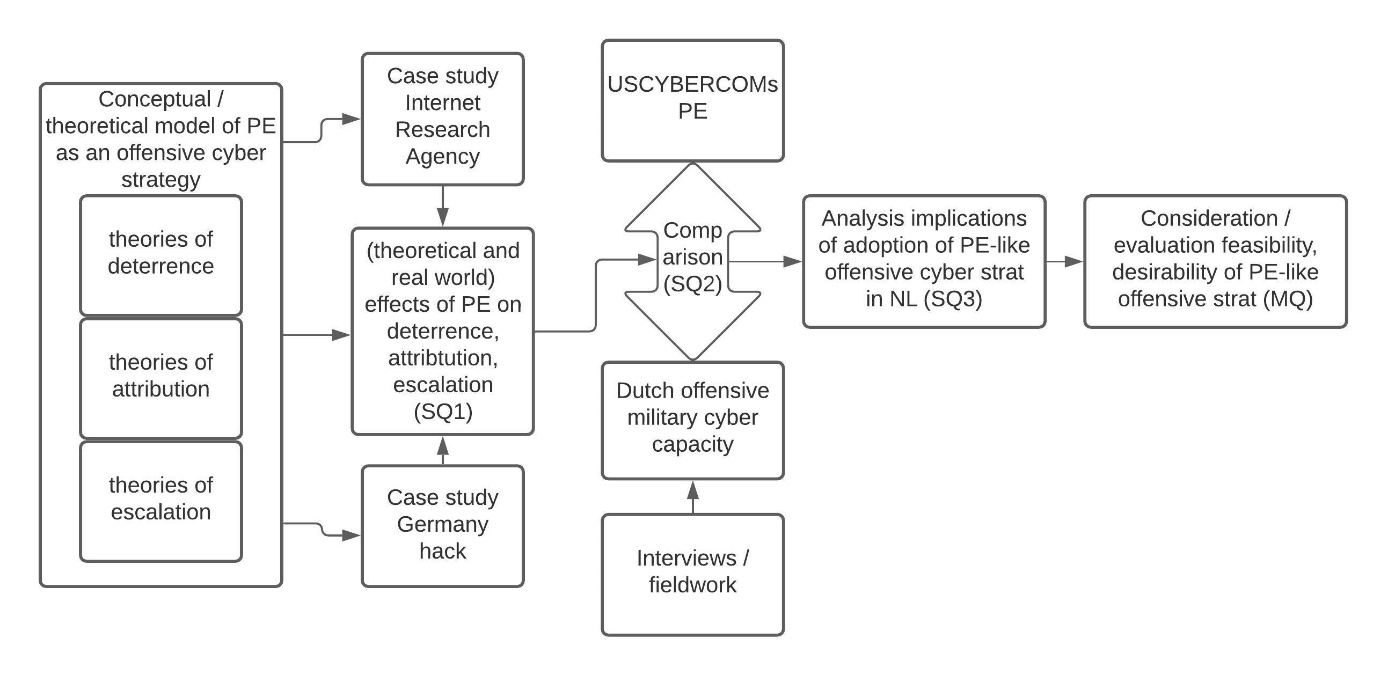 Conceptual /
theoretical model of PE
as an offensive cyber
strategy
theories of
deterrence
theories of
attribution
theories of
escalation
Case study
Internet
Research
Agency
(theoretical and
real world)
effects of PE on
deterrence,
attribtution,
escalation
(SQ1)
Case study
Germany
hack
USCYBERCOMs
PE
Comp
arison
(SQ2)
Dutch offensive
military cyber
capacity
Interviews /
fieldwork
Analysis implications
of adoption of PE-like
offensive cyber strat
in NL (SQ3)
Consideration /
evaluation feasibility,
desirability of PE-like
offensive strat (MQ)